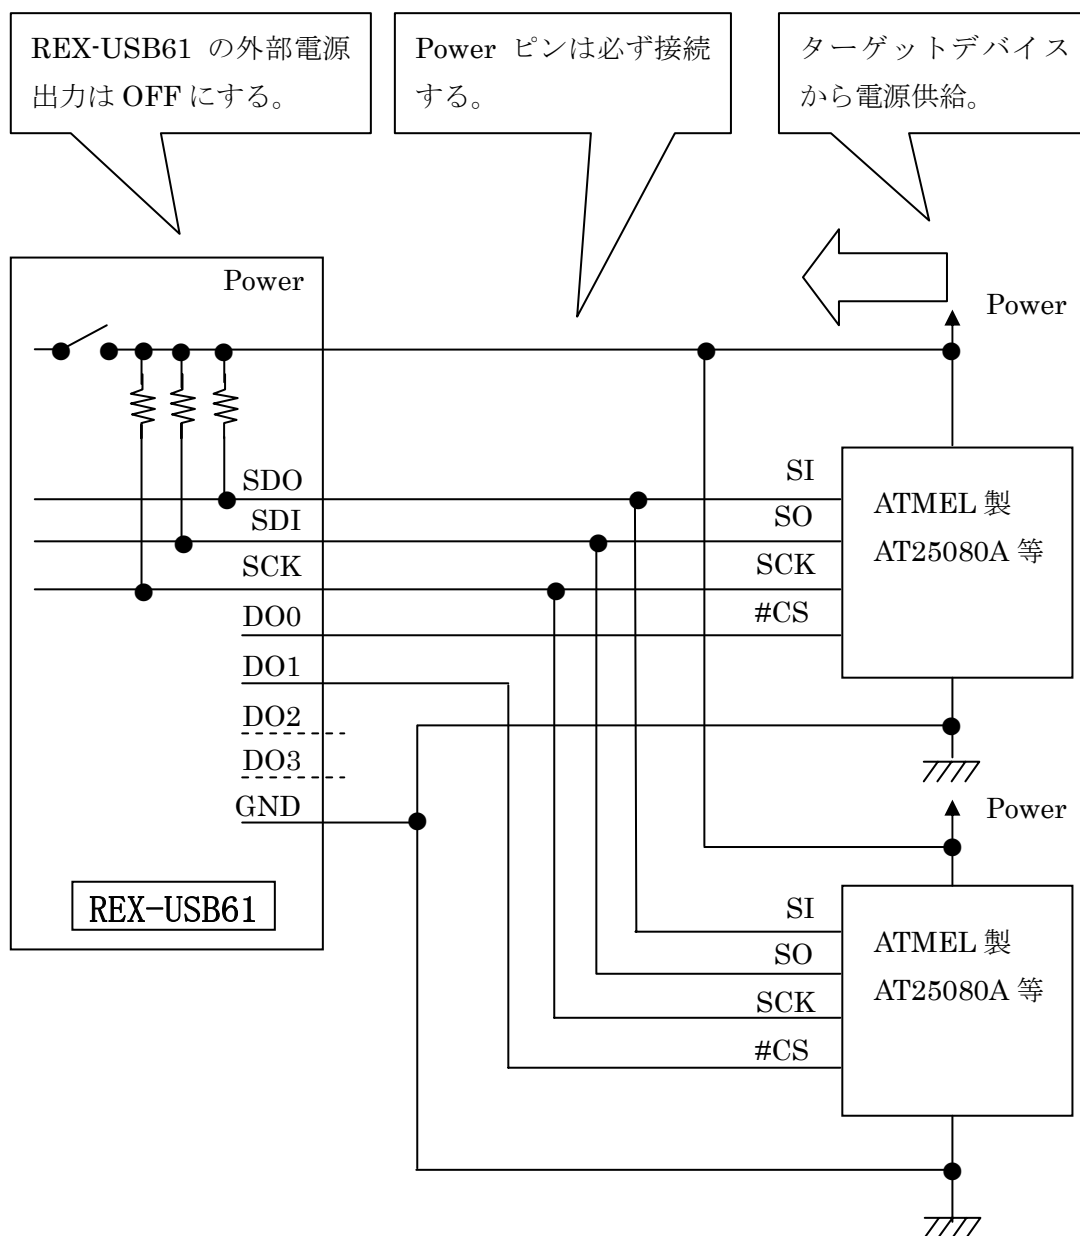 REX-USB61 の外部電源
出力は OFF にする。
Power ピンは必ず接続
する。
ターゲットデバイス
から電源供給。
Power
Power
SDO
SI
SDI
SO
SCK
SCK
DO0
#CS
DO1
DO2
DO3
GND
ATMEL 製
AT25080A 等
Power
REX-USB61
SI
SO
SCK
#CS
ATMEL 製
AT25080A 等